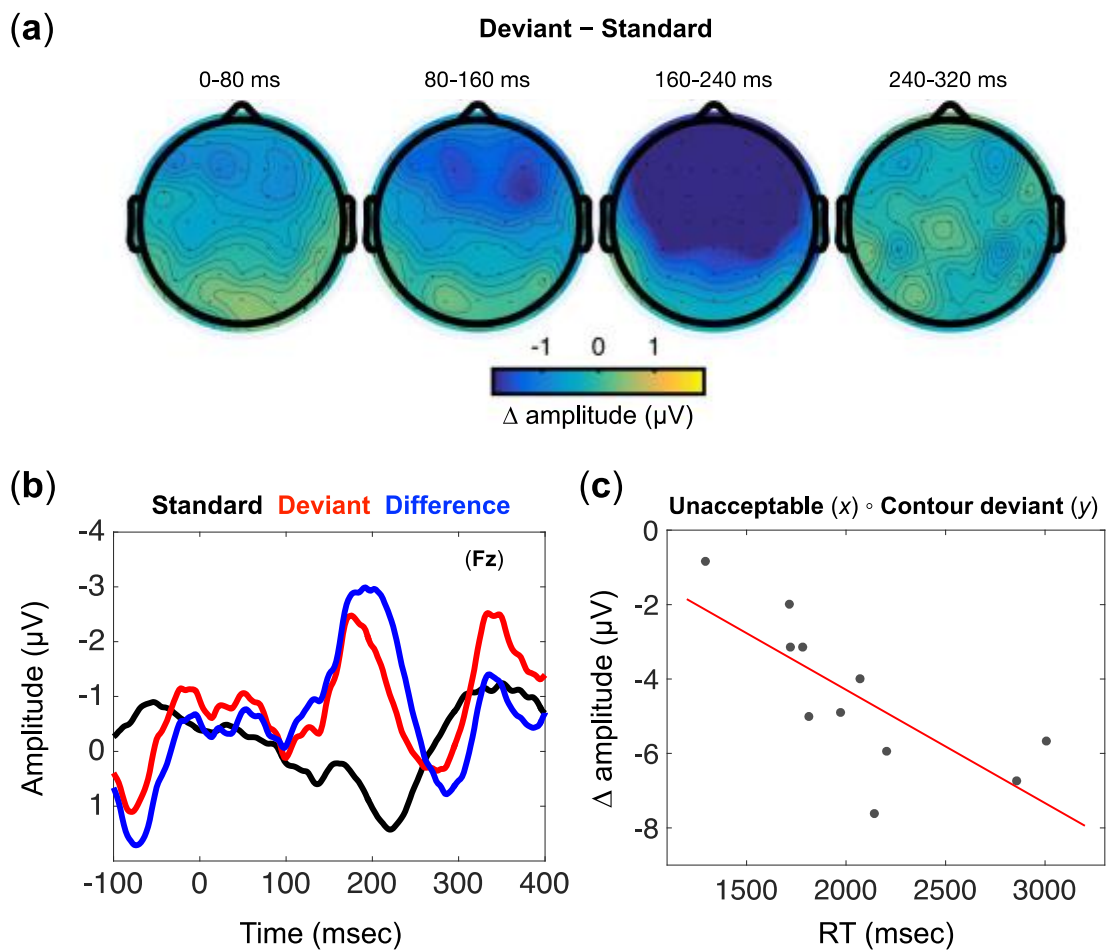 (a)
Deviant − Standard
0-80 ms 80-160 ms 160-240 ms 240-320 ms
-1 0 1
Δ amplitude (µV)
(b)
Standard Deviant Difference
(Fz)
-4
-3
-2
-1
0
1
Amplitude (µV)
-100 0 100 200 300 400
Time (msec)
(c)
Unacceptable (x) ∘ Contour deviant (y)
0
-2
-4
-6
-8
Δ amplitude (µV)
1500 2000 2500 3000
RT (msec)